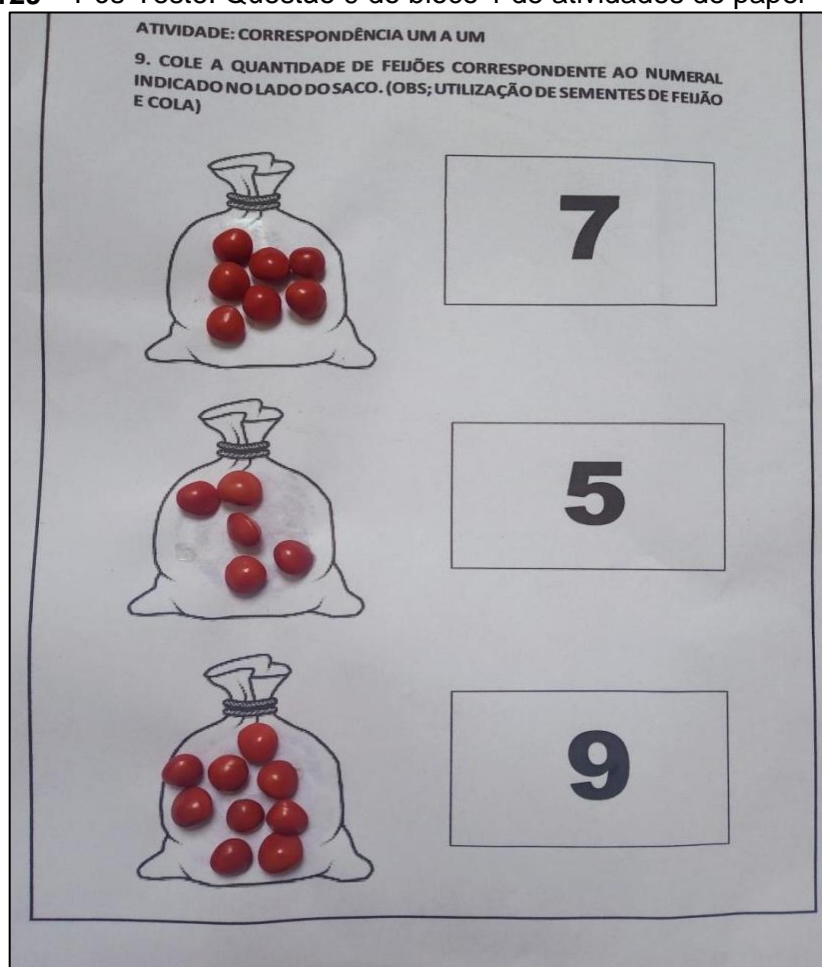 ATIVIDADE: CORRESPONDÊNCIA UM A UM
9. COLE A QUANTIDADE DE FEIJÕES CORRESPONDENTE AO NUMERAL
INDICADO NO LADO DO SACO. (OBS; UTILIZAÇÃO DE SEMENTES DE FEIJÃO
E COLA)
7
5
9